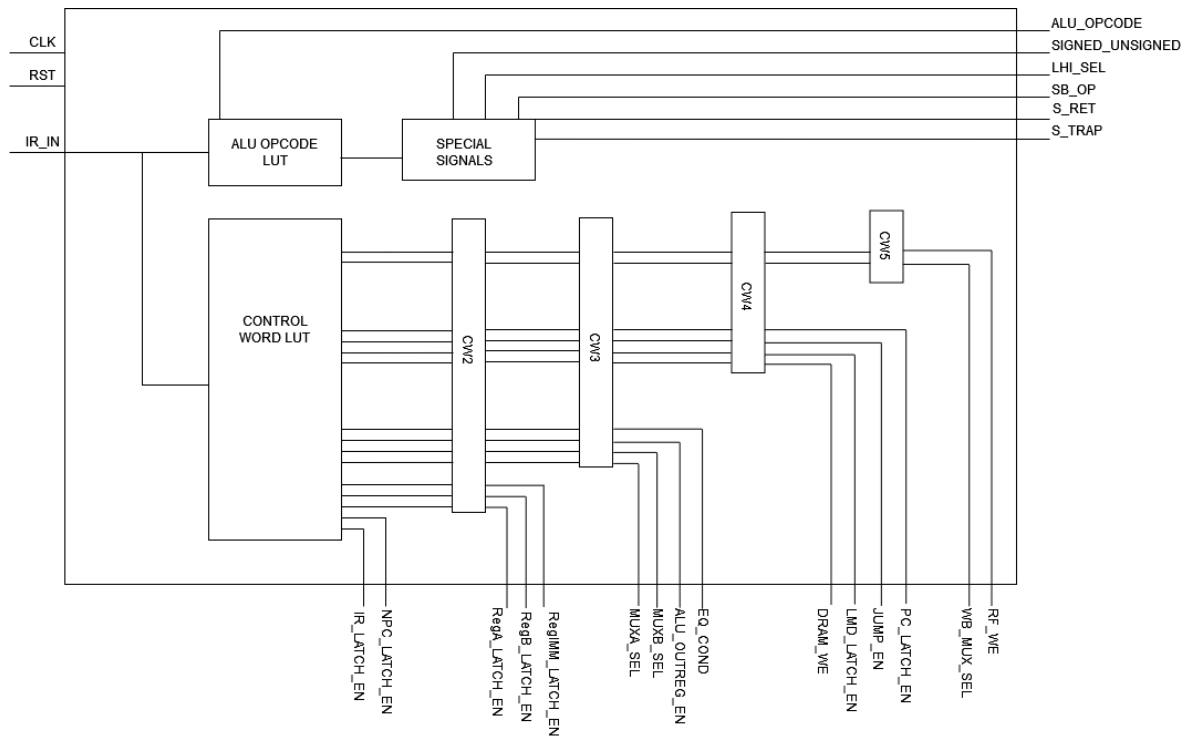 ALU_OPCODE
CLK
SIGNED_UNSIGNED
RST
LHI_SEL
SB_OP
S_RET
S_TRAP
IR_IN
ALU OPCODE
LUT
SPECIAL
SIGNALS
CONTROL
WORD LUT
CW2
CW3
CW4
CW5
IR_LATCH_EN
NPC_LATCH_EN
RegA_LATCH_EN
RegB_LATCH_EN
RegIMM_LATCH_EN
MUXA_SEL
MUXB_SEL
ALU_OUTREG_EN
EQ_COND
DRAM_WE
LMD_LATCH_EN
JUMP_EN
PC_LATCH_EN
WB_MUX_SEL
RF_WE